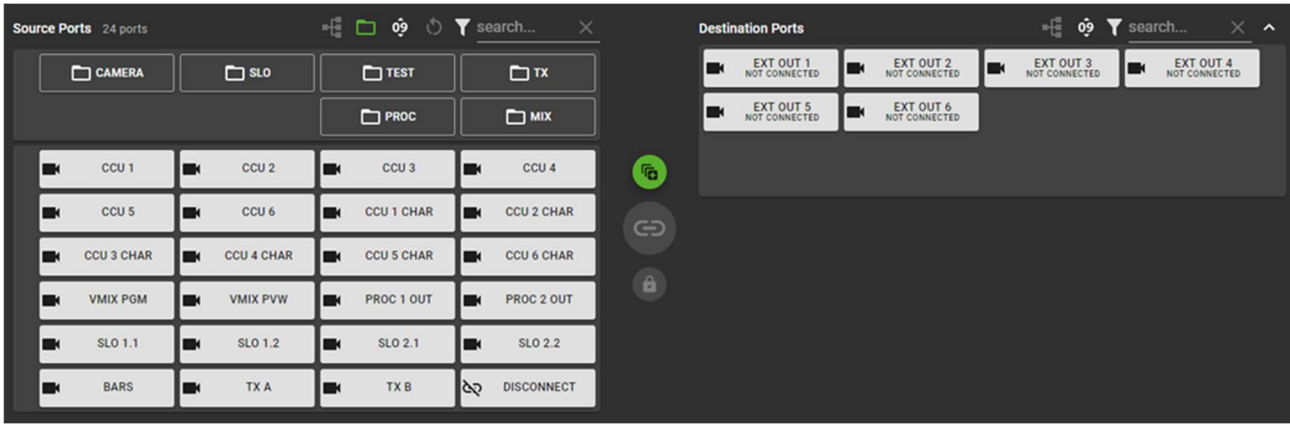 Source Ports 24 ports
09
search...
CAMERA
SLO
TEST
TX
PROC
MIX
CCU 1
CCU 2
CCU 3
CCU 4
CCU 5
CCU 6
CCU 1 CHAR
CCU 2 CHAR
CCU 3 CHAR
CCU 4 CHAR
CCU 5 CHAR
CCU 6 CHAR
VMIX PGM
VMIX PVW
PROC 1 OUT
PROC 2 OUT
SLO 1.1
SLO 1.2
SLO 2.1
SLO 2.2
BARS
TX A
TX B
DISCONNECT
Destination Ports
09
search...
EXT OUT 1
NOT CONNECTED
EXT OUT 2
NOT CONNECTED
EXT OUT 3
NOT CONNECTED
EXT OUT 4
NOT CONNECTED
EXT OUT 5
NOT CONNECTED
EXT OUT 6
NOT CONNECTED